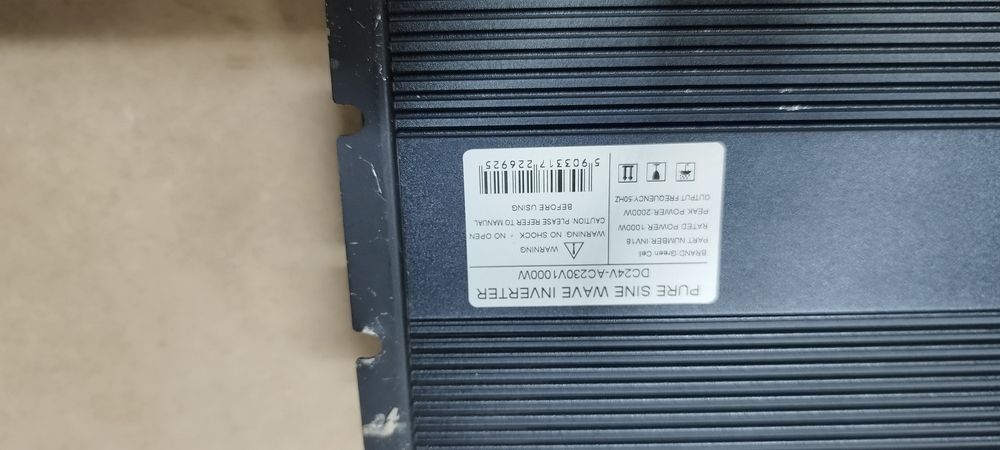 PURE SINE WAVE INVERTER
DC24V-AC230V1000W
BRAND:Green Cell
PART NUMBER:INV18
RATED POWER:1000W
PEAK POWER:2000W
OUTPUT FREQUENCY:50HZ
WARNING
WARNING: NO SHOCK - NO OPEN
CAUTION: PLEASE REFER TO MANUAL
BEFORE USING
5 903317 226925